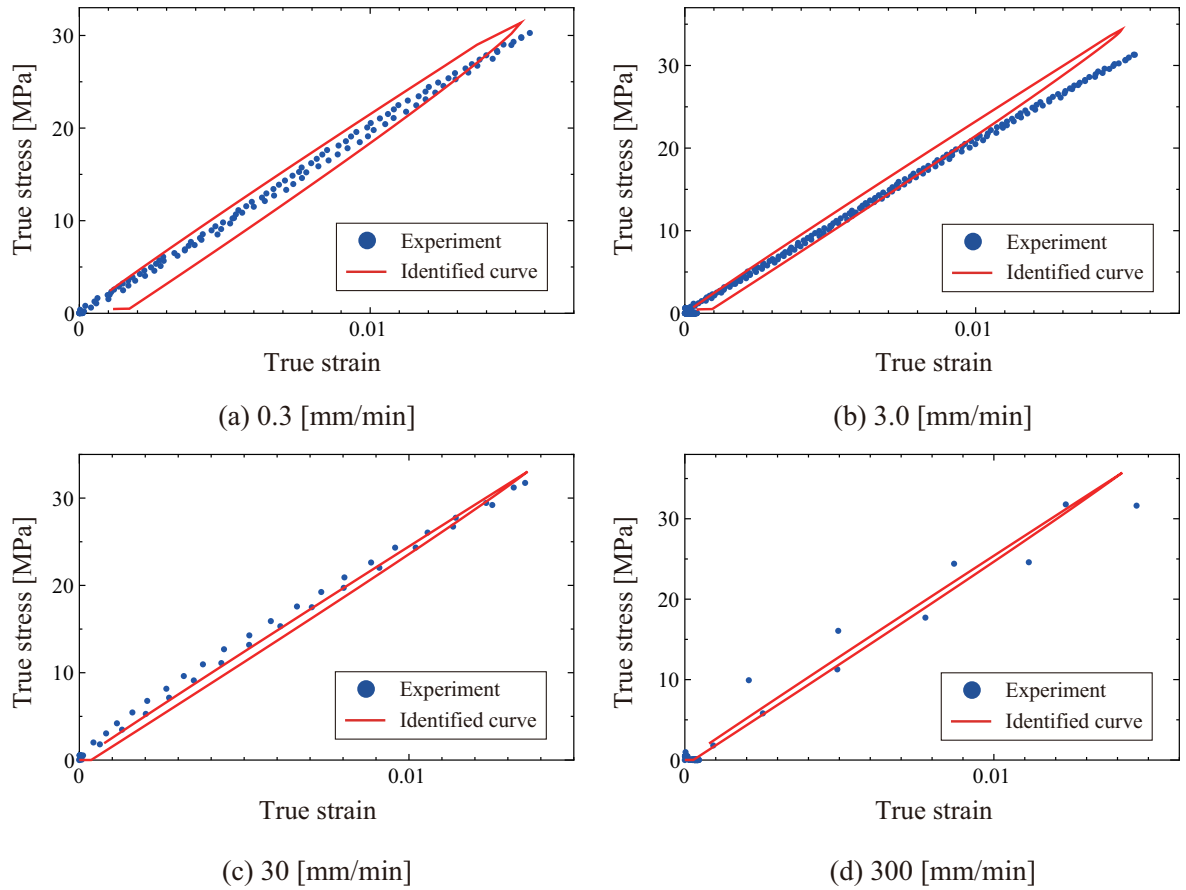 True stress [MPa]
30
20
10
0
0
0.01
Experiment
Identified curve
True strain
(a) 0.3 [mm/min]
True stress [MPa]
30
20
10
0
0
0.01
Experiment
Identified curve
True strain
(b) 3.0 [mm/min]
True stress [MPa]
30
20
10
0
0
0.01
Experiment
Identified curve
True strain
(c) 30 [mm/min]
True stress [MPa]
30
20
10
0
0
0.01
Experiment
Identified curve
True strain
(d) 300 [mm/min]